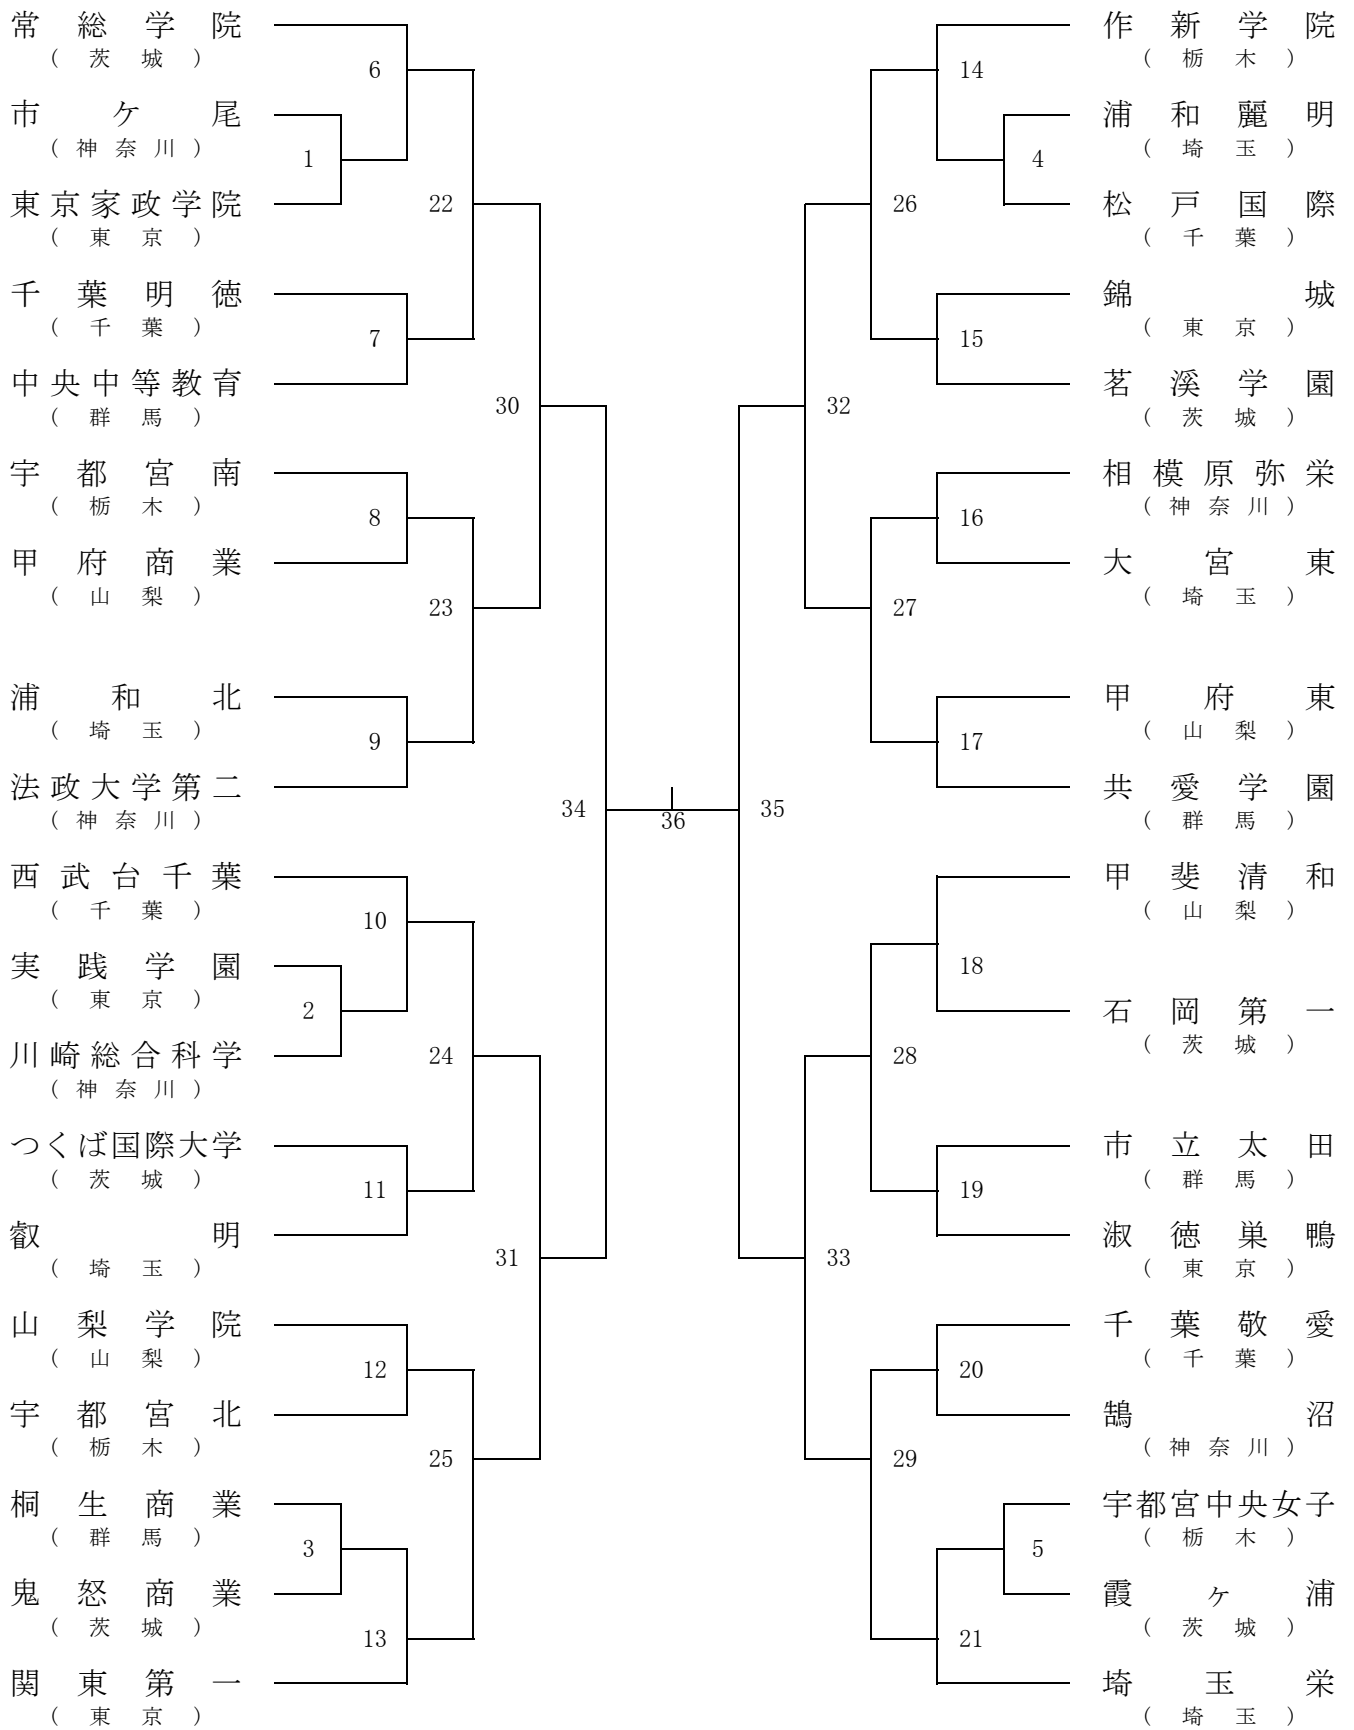 常総学院
(茨城)
市ケ尾
(神奈川)
東京家政学院
(東京)
千葉明徳
(千葉)
中央中等教育
(群馬)
宇都宮南
(栃木)
甲府商業
(山梨)
浦和北
(埼玉)
法政大学第二
(神奈川)
西武台千葉
(千葉)
実践学園
(東京)
川崎総合科学
(神奈川)
つくば国際大学
(茨城)
叡明
(埼玉)
山梨学院
(山梨)
宇都宮北
(栃木)
桐生商業
(群馬)
鬼怒商業
(茨城)
関東第一
(東京)
1
2
3
6
7
8
9
10
11
12
13
22
23
24
25
30
31
34
36
35
32
33
26
27
28
29
14
15
16
17
18
19
20
21
4
5
作新学院
(栃木)
浦和麗明
(埼玉)
松戸国際
(千葉)
錦城
(東京)
茗溪学園
(茨城)
相模原弥栄
(神奈川)
大宮東
(埼玉)
甲府東
(山梨)
共愛学園
(群馬)
甲斐清和
(山梨)
石岡第一
(茨城)
市立太田
(群馬)
淑徳巣鴨
(東京)
千葉敬愛
(千葉)
鵠沼
(神奈川)
宇都宮中央女子
(栃木)
霞ヶ浦
(茨城)
埼玉栄
(埼玉)